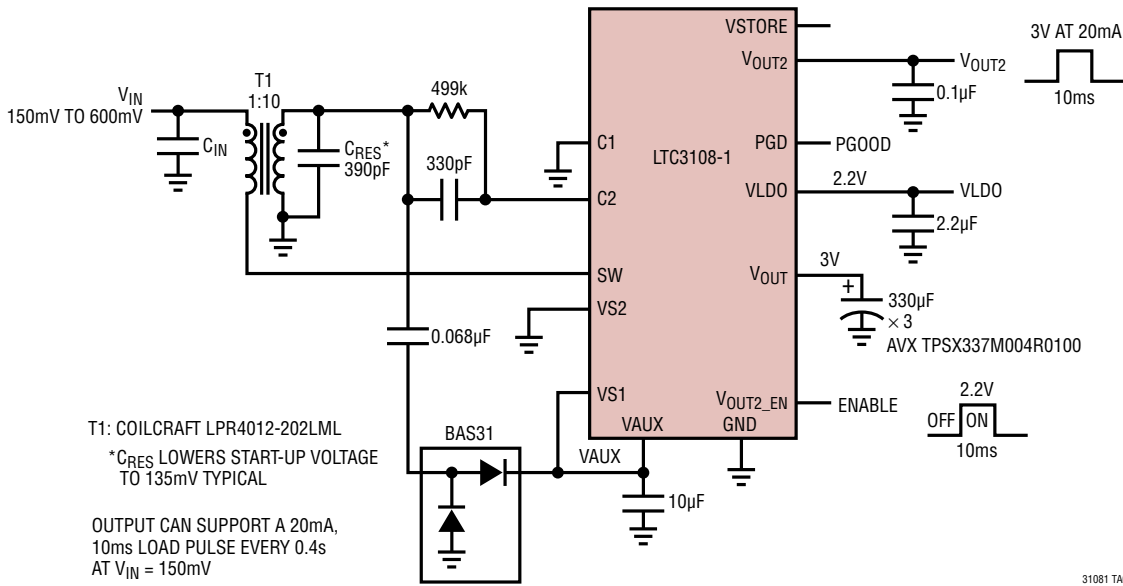 VSTORE
3V AT 20mA
VOUT2
VOUT2
T1
1:10
499k
0.1µF
10ms
VIN
150mV TO 600mV
CIN
CRES*
390pF
330pF
C1
LTC3108-1
PGD
PGOOD
C2
VLDO
2.2V
VLDO
2.2µF
SW
VOUT
3V
+
330µF
× 3
AVX TPSX337M004R0100
VS2
0.068µF
VS1
VOUT2_EN
ENABLE
2.2V
OFF
ON
10ms
VAUX
GND
T1: COILCRAFT LPR4012-202LML
*CRES LOWERS START-UP VOLTAGE
TO 135mV TYPICAL
BAS31
VAUX
10µF
OUTPUT CAN SUPPORT A 20mA,
10ms LOAD PULSE EVERY 0.4s
AT VIN = 150mV